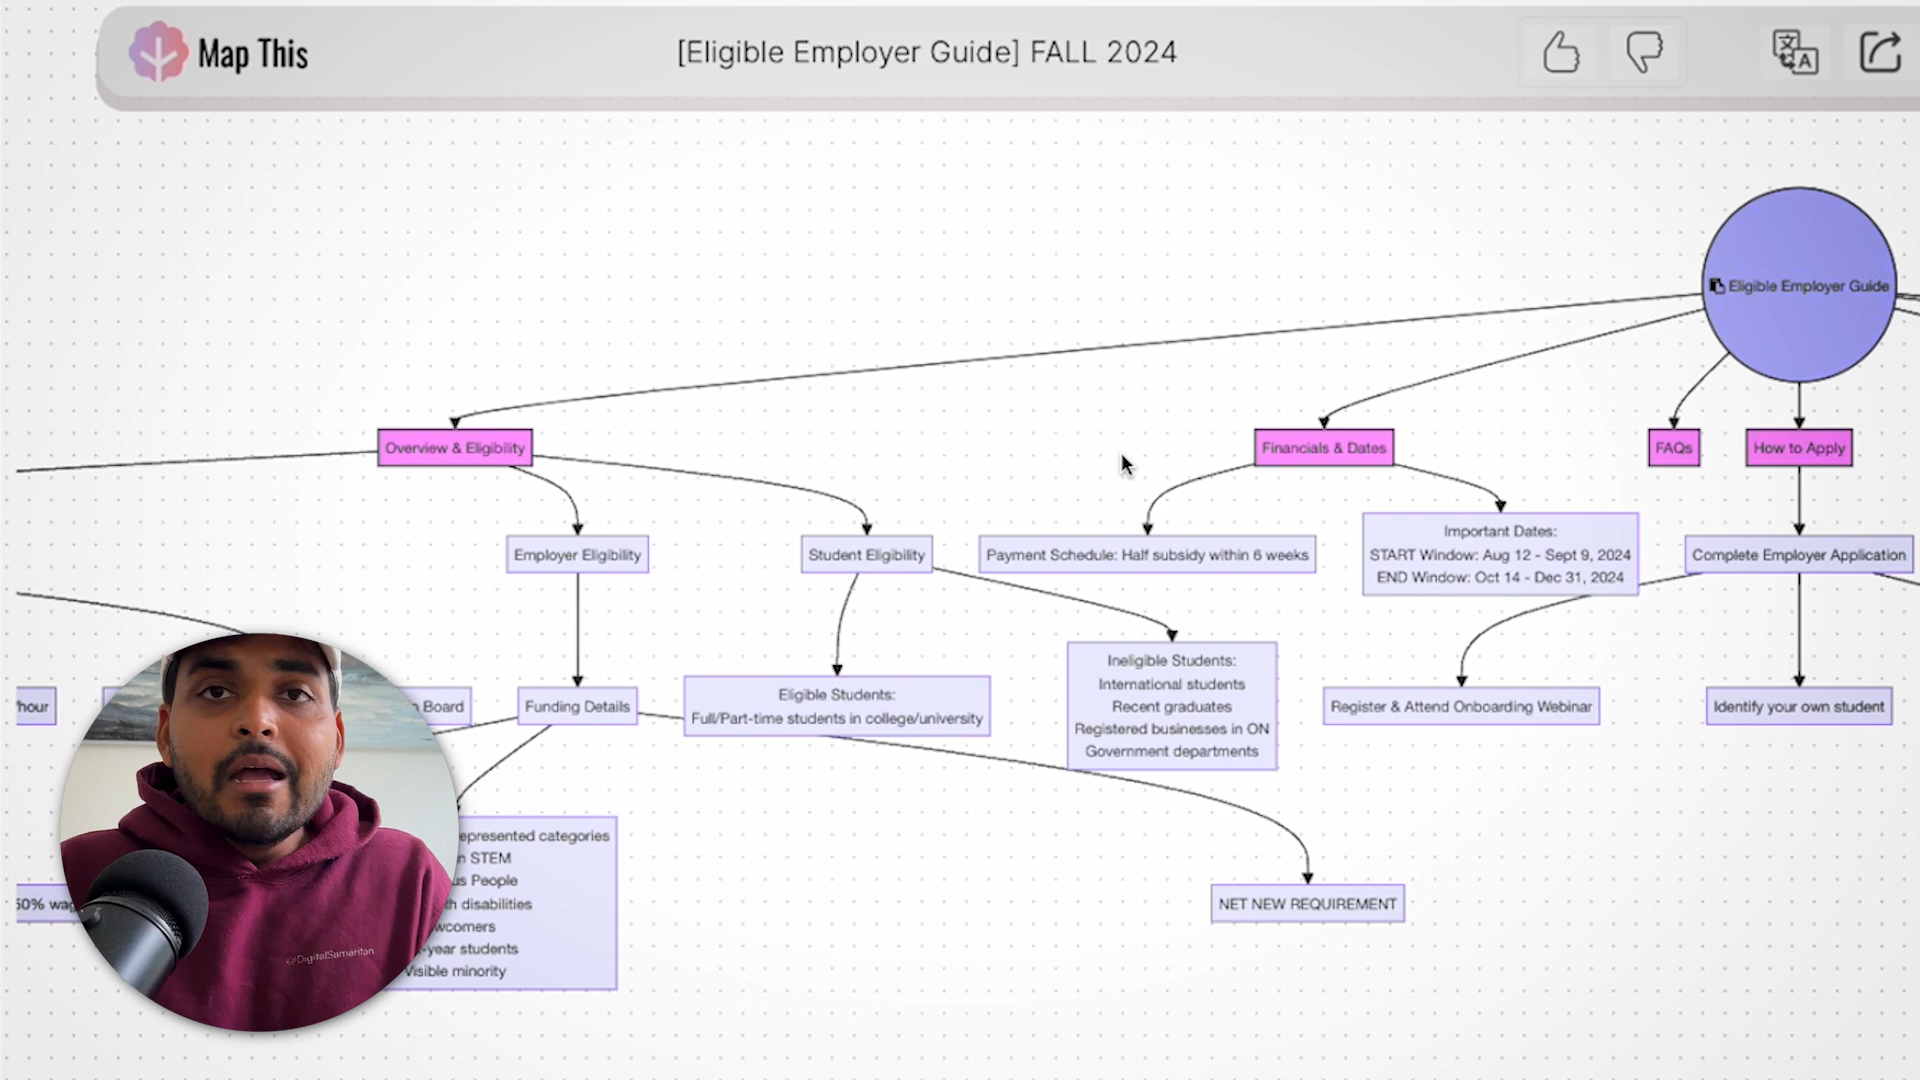 Map This
[Eligible Employer Guide] FALL 2024
Eligible Employer Guide
Overview & Eligibility
Financials & Dates
FAQs
How to Apply
Employer Eligibility
Student Eligibility
Payment Schedule: Half subsidy within 6 weeks
Important Dates:
START Window: Aug 12 - Sept 9, 2024
END Window: Oct 14 - Dec 31, 2024
Complete Employer Application
hour
Board
Funding Details
Eligible Students:
Full/Part-time students in college/university
Ineligible Students:
International students
Recent graduates
Registered businesses in ON
Government departments
Register & Attend Onboarding Webinar
Identify your own student
epresented categories
STEM
People
disabilities
wcomers
-year students
Visible minority
50%
NET NEW REQUIREMENT
@DigitalSamaritan